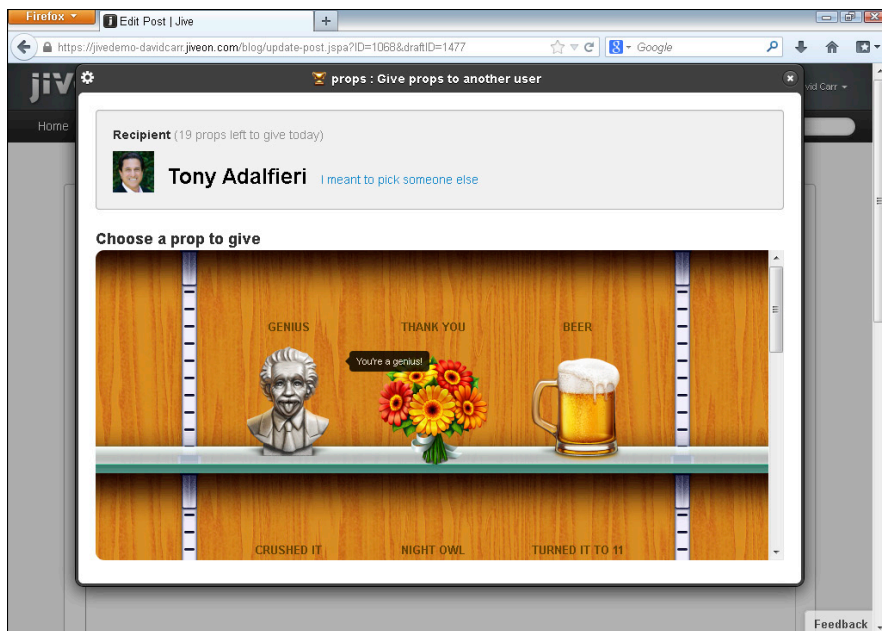 Firefox
Edit Post | Jive
https://jivedemo-davidcarr.jiveon.com/blog/update-post.jspa?ID=1068&draftID=1477
Google
props : Give props to another user
vid Carr
Home
Recipient (19 props left to give today)
Tony Adalfieri I meant to pick someone else
Choose a prop to give
GENIUS THANK YOU BEER
You're a genius!
CRUSHED IT NIGHT OWL TURNED IT TO 11
Feedback